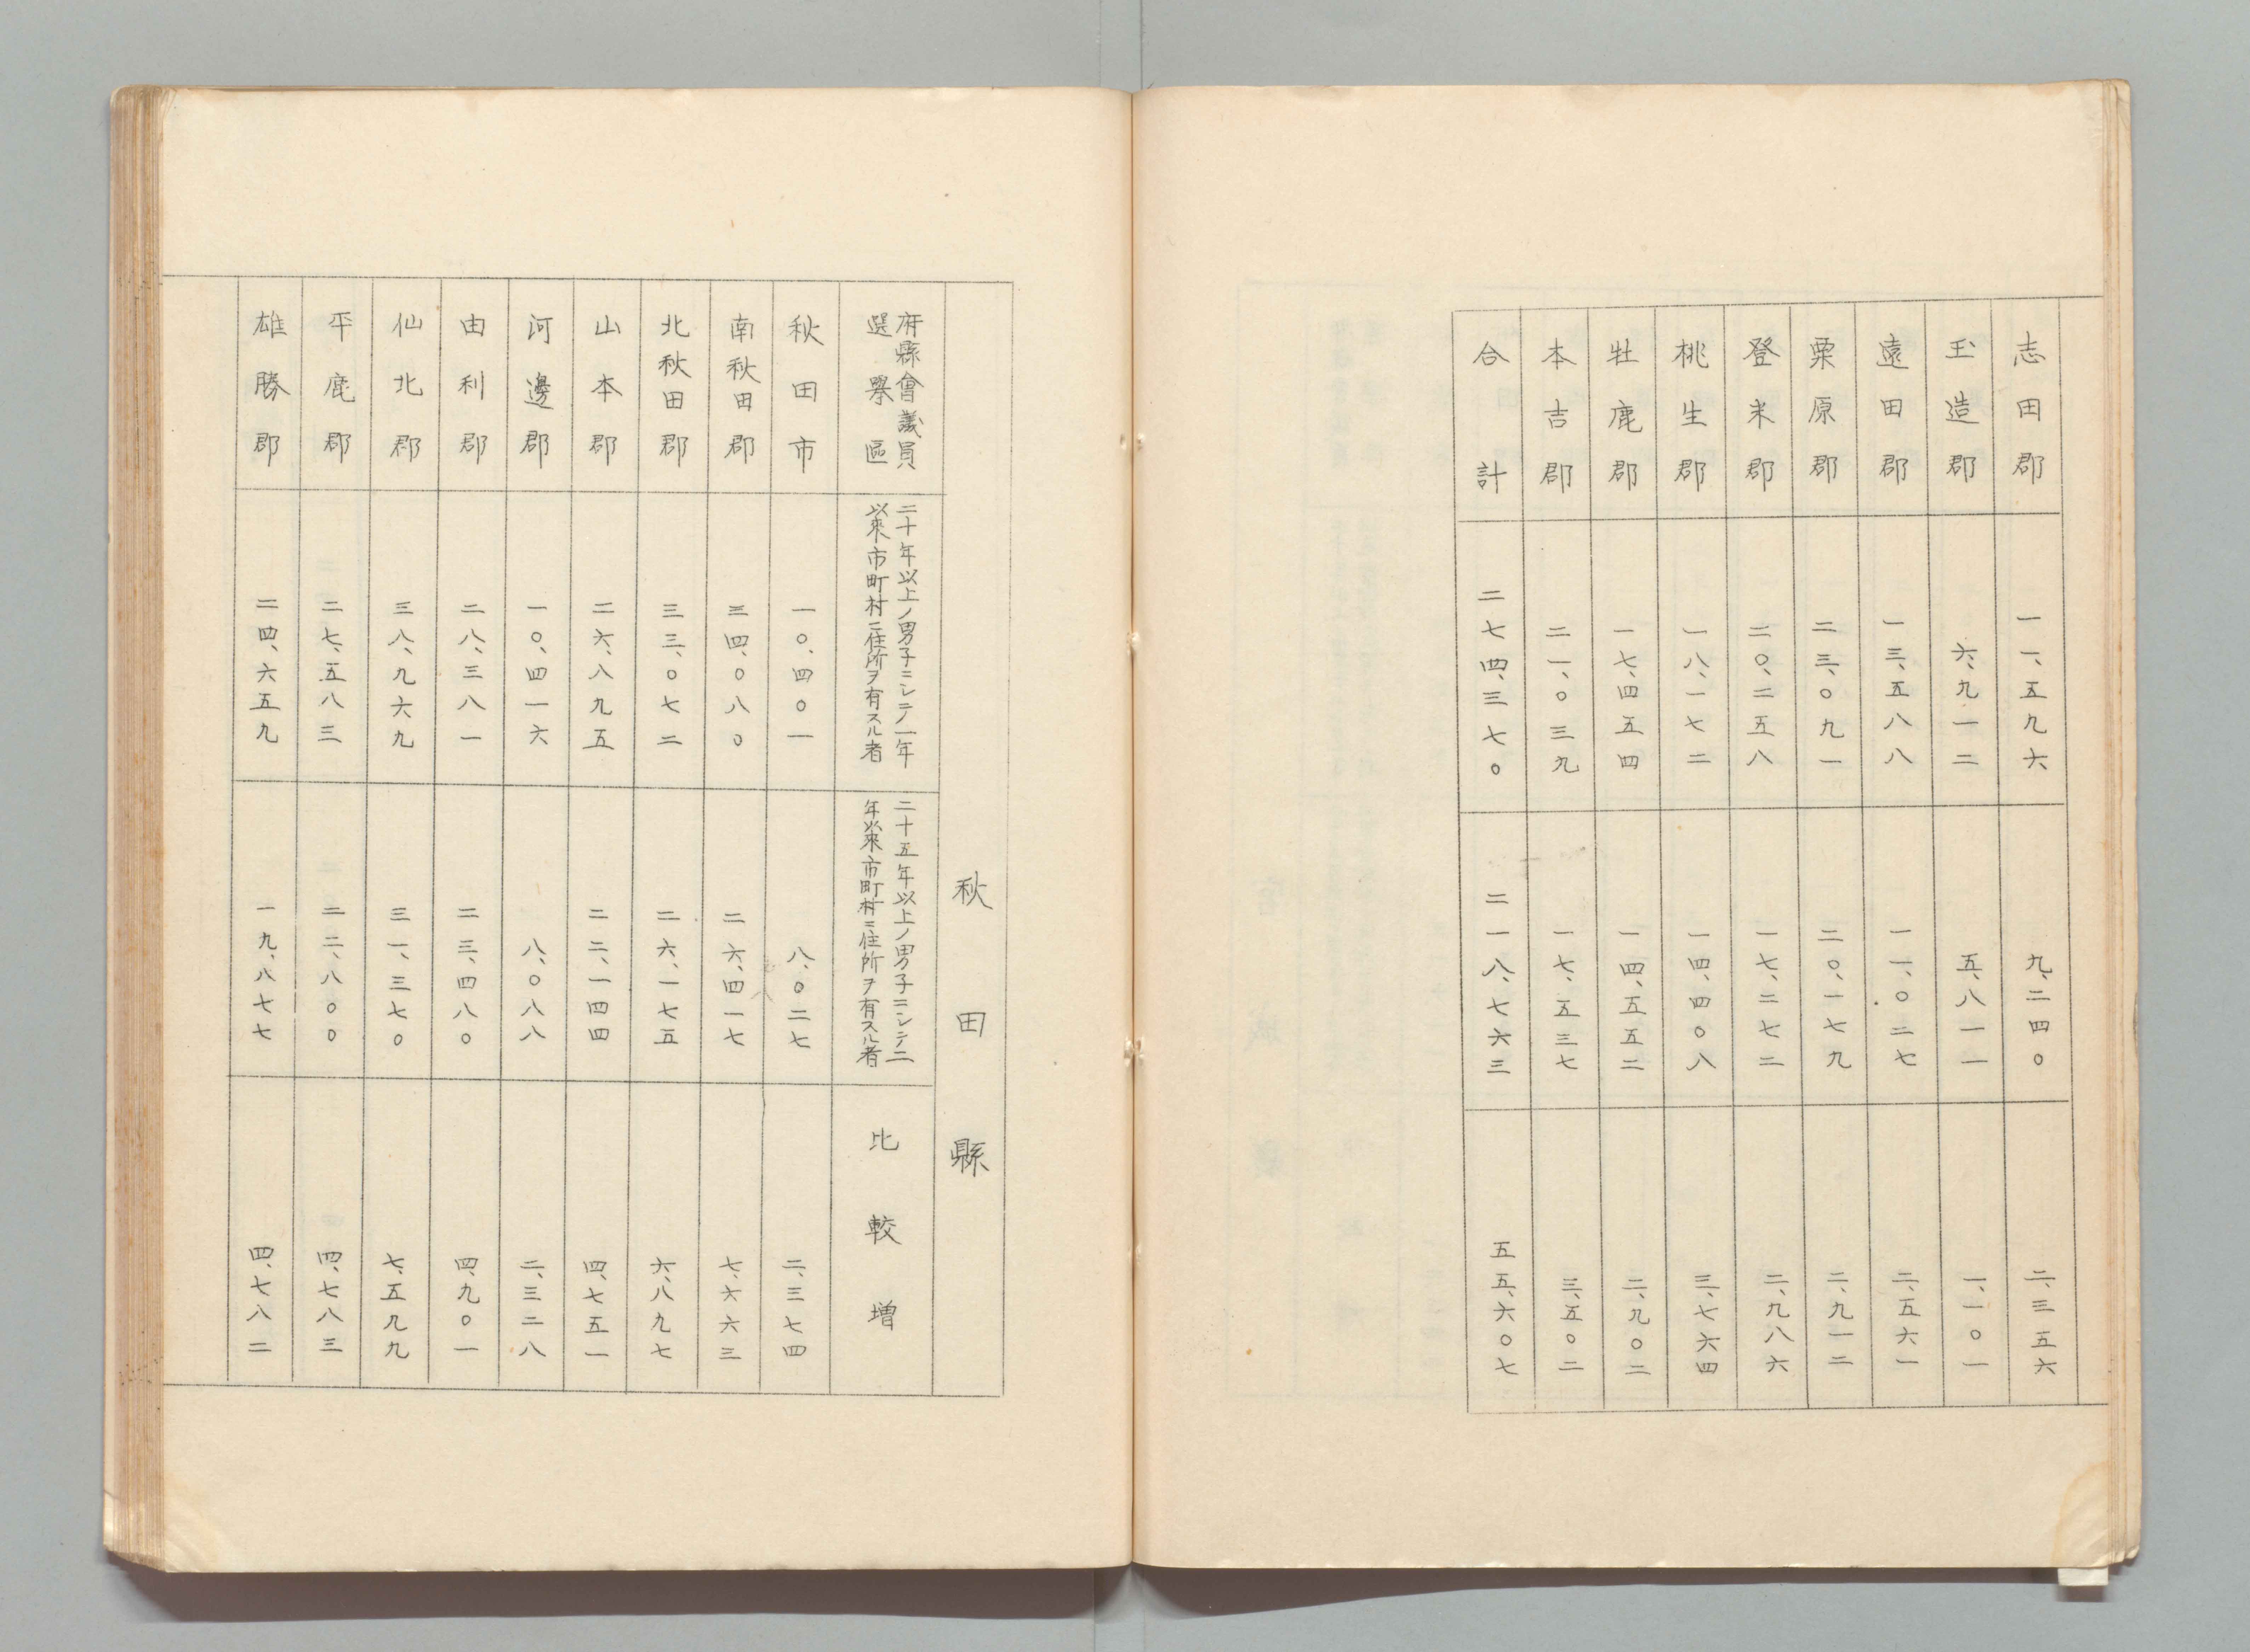 志田郡 一一、五九六 九、二四〇 二、三五六
玉造郡 六、九一二 五、八一一 一、一〇一
遠田郡 一三、五八八 一一、〇二七 二、五六一
栗原郡 二三、〇九一 二〇、一七九 二、九一二
登米郡 二〇、二五八 一七、二七二 二、九八六
桃生郡 一八、一七二 一四、四〇八 三、七六四
牡鹿郡 一七、四五四 一四、五五二 二、九〇二
本吉郡 二一、〇三九 一七、五三七 三、五〇二
合計 二七四、三七〇 二一八、七六三 五五、六〇七
秋田縣
府縣會議員
選擧區
二十年以上ノ男子ニシテ一年
以來市町村ニ住所ヲ有スル者
二十五年以上ノ男子ニシテ二
年以來市町村ニ住所ヲ有スル者
比較増
秋田市 一〇、四〇一 八、〇二七 二、三七四
南秋田郡 三四、〇八〇 二六、四一七 七、六六三
北秋田郡 三三、〇七二 二六、一七五 六、八九七
山本郡 二六、八九五 二二、一四四 四、七五一
河邊郡 一〇、四一六 八、〇八八 二、三二八
由利郡 二八、三八一 二三、四八〇 四、九〇一
仙北郡 三八、九六九 三一、三七〇 七、五九九
平鹿郡 二七、五八三 二二、八〇〇 四、七八三
雄勝郡 二四、六五九 一九、八七七 四、七八二